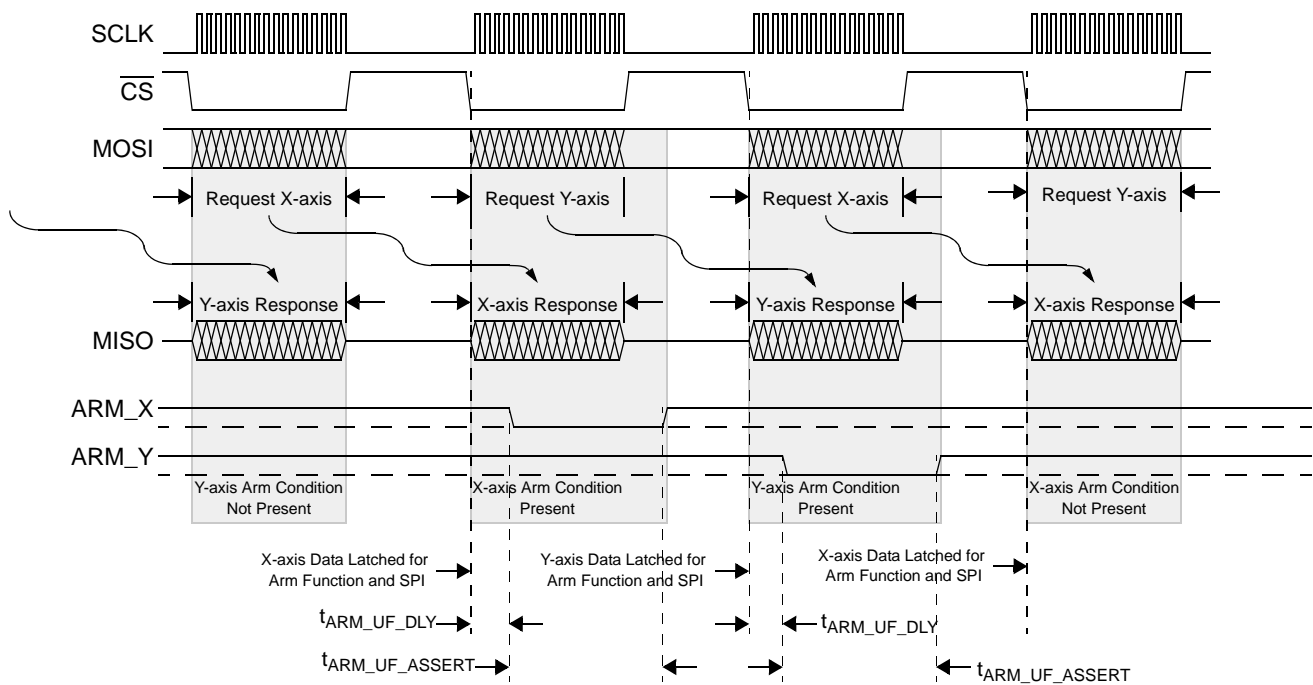 SCLK
CS
MOSI
Request X-axis
Request Y-axis
Request X-axis
Request Y-axis
Y-axis Response
X-axis Response
Y-axis Response
X-axis Response
MISO
ARM_X
ARM_Y
Y-axis Arm Condition
Not Present
X-axis Arm Condition
Present
Y-axis Arm Condition
Present
X-axis Arm Condition
Not Present
X-axis Data Latched for
Arm Function and SPI
Y-axis Data Latched for
Arm Function and SPI
X-axis Data Latched for
Arm Function and SPI
tARM_UF_DLY
tARM_UF_DLY
tARM_UF_ASSERT
tARM_UF_ASSERT